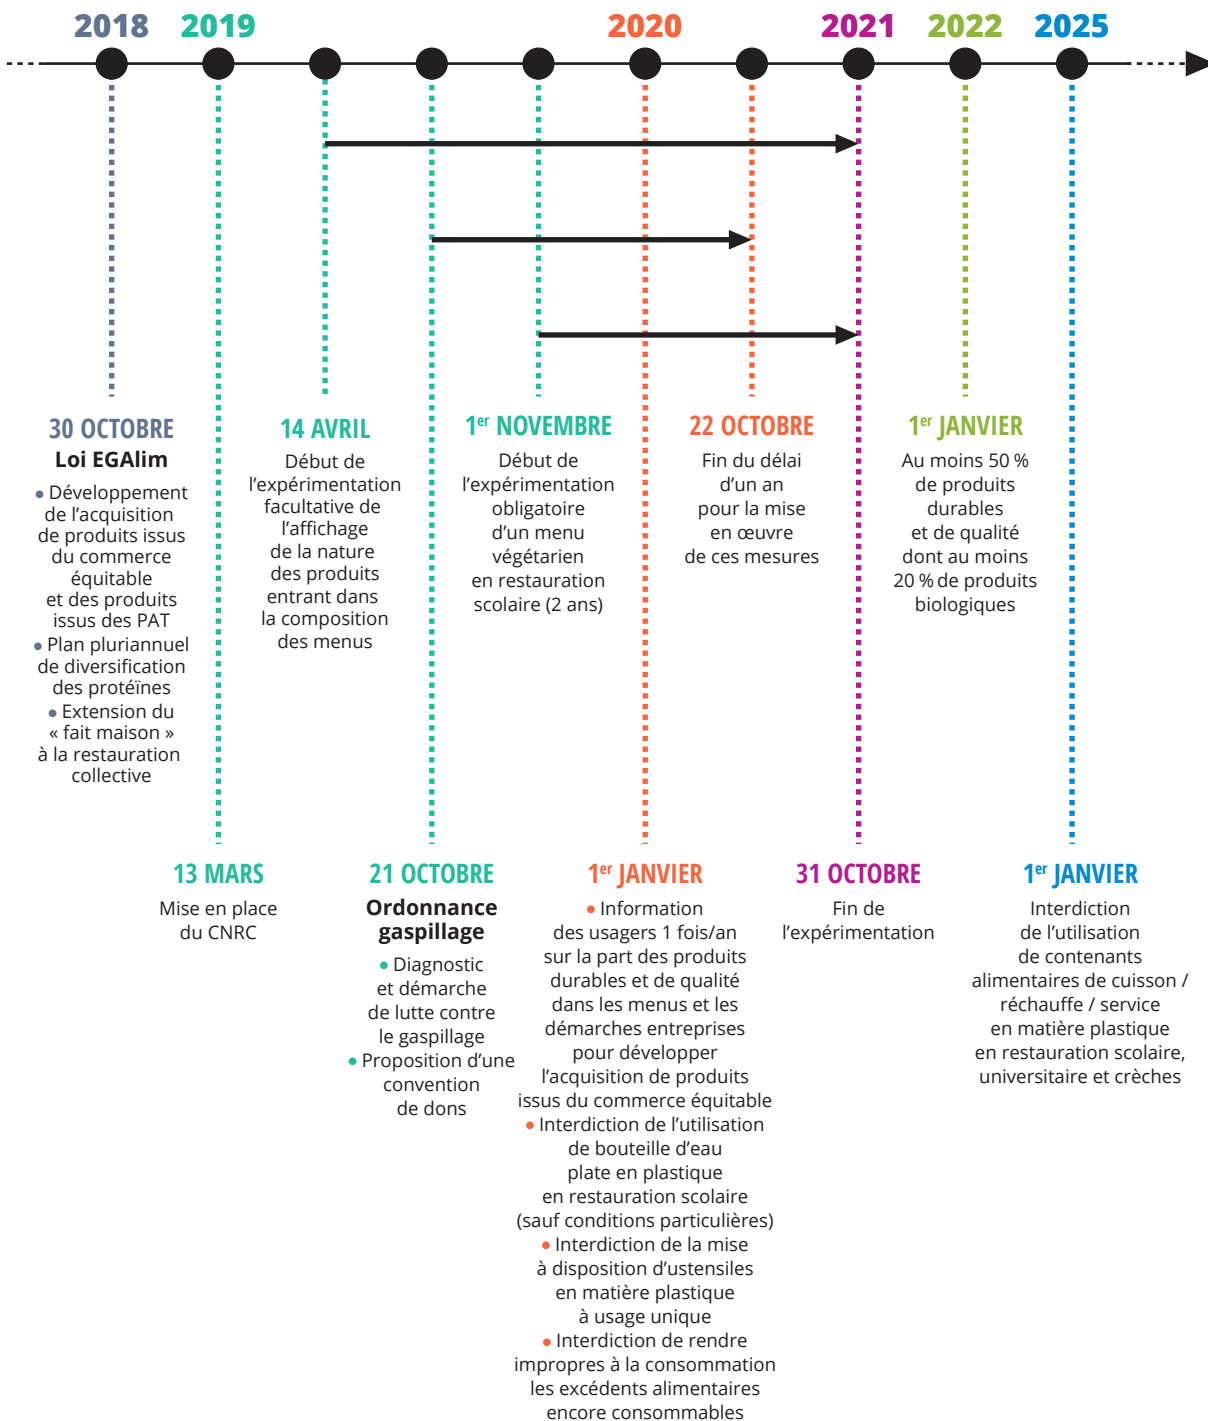 2018
2019
2020
2021
2022
2025
30 OCTOBRE
Loi EGAlim
• Développement
de l'acquisition
de produits issus
du commerce
équitable
et des produits
issus des PAT
• Plan pluriannuel
de diversification
des protéïnes
• Extension du
« fait maison »
à la restauration
collective
14 AVRIL
Début de
l'expérimentation
facultative de
l'affichage
de la nature
des produits
entrant dans
la composition
des menus
1er NOVEMBRE
Début de
l'expérimentation
obligatoire
d'un menu
végétarien
en restauration
scolaire (2 ans)
22 OCTOBRE
Fin du délai
d'un an
pour la mise
en œuvre
de ces mesures
1er JANVIER
Au moins 50 %
de produits
durables
et de qualité
dont au moins
20 % de produits
biologiques
13 MARS
Mise en place
du CNRC
21 OCTOBRE
Ordonnance
gaspillage
• Diagnostic
et démarche
de lutte contre
le gaspillage
• Proposition d'une
convention
de dons
1er JANVIER
• Information
des usagers 1 fois/an
sur la part des produits
durables et de qualité
dans les menus et les
démarches entreprises
pour développer
l'acquisition de produits
issus du commerce équitable
• Interdiction de l'utilisation
de bouteille d'eau
plate en plastique
en restauration scolaire
(sauf conditions particulières)
• Interdiction de la mise
à disposition d'ustensiles
en matière plastique
à usage unique
• Interdiction de rendre
impropres à la consommation
les excédents alimentaires
encore consommables
31 OCTOBRE
Fin de
l'expérimentation
1er JANVIER
Interdiction
de l'utilisation
de contenants
alimentaires de cuisson /
réchauffe / service
en matière plastique
en restauration scolaire,
universitaire et crèches